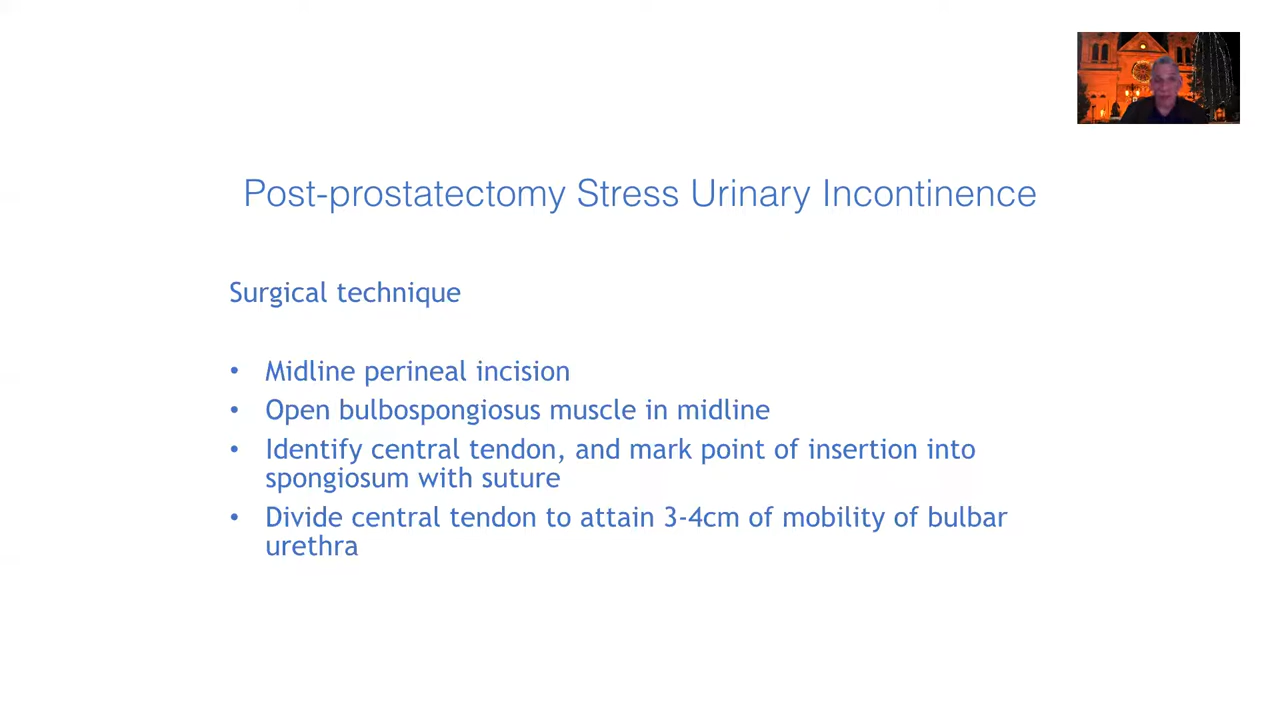 Post-prostatectomy Stress Urinary Incontinence
Surgical technique
• Midline perineal incision
• Open bulbospongiosus muscle in midline
• Identify central tendon, and mark point of insertion into
spongiosum with suture
• Divide central tendon to attain 3-4cm of mobility of bulbar
urethra